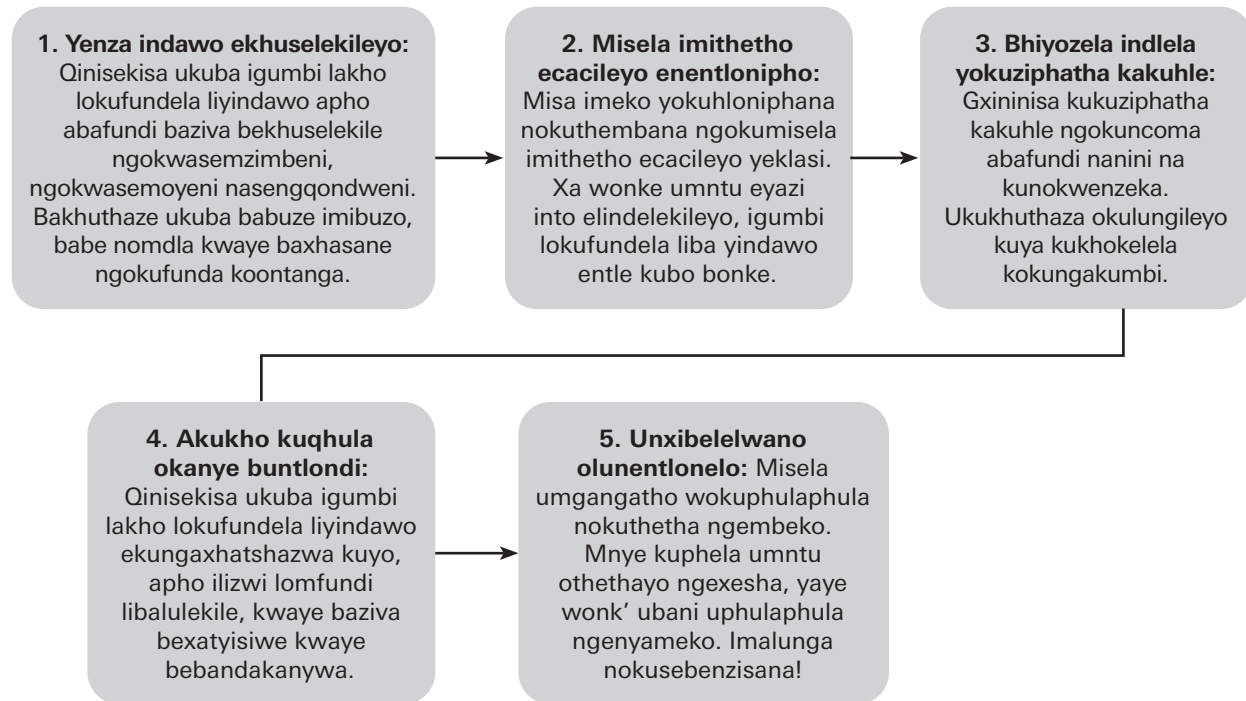 1. Yenza indawo ekhuselekileyo:
Qinisekisa ukuba igumbi lakho
lokufundela liyindawo apho
abafundi baziva bekhuselekile
ngokwasemzimbeni,
ngokwasemoyeni nasengqondweni.
Bakhuthaze ukuba babuze imibuzo,
babe nomdla kwaye baxhasane
ngokufunda koontanga.
2. Misela imithetho
ecacileyo enentlonipho:
Misa imeko yokuhloniphana
nokuthembana ngokumisela
imithetho ecacileyo yeklasi.
Xa wonke umntu eyazi
into elindelekileyo, igumbi
lokufundela liba yindawo
entle kubo bonke.
3. Bhiyozela indlela
yokuziphatha kakuhle:
Gxininisa kukuziphatha
kakuhle ngokuncoma
abafundi nanini na
kunokwenzeka.
Ukukhuthaza okulungileyo
kuya kukhokelela
kokungakumbi.
4. Akukho kuqhula
okanye buntlondi:
Qinisekisa ukuba igumbi
lakho lokufundela liyindawo
ekungaxhatshazwa kuyo,
apho ilizwi lomfundi
libalulekile, kwaye baziva
bexatyisiwe kwaye
bebandakanywa.
5. Unxibelelwano
olunentlonelo: Misela
umgangatho wokuphulaphula
nokuthetha ngembeko.
Mnye kuphela umntu
othethayo ngexesha, yaye
wonk’ ubani uphulaphula
ngenyameko. Imalunga
nokusebenzisana!